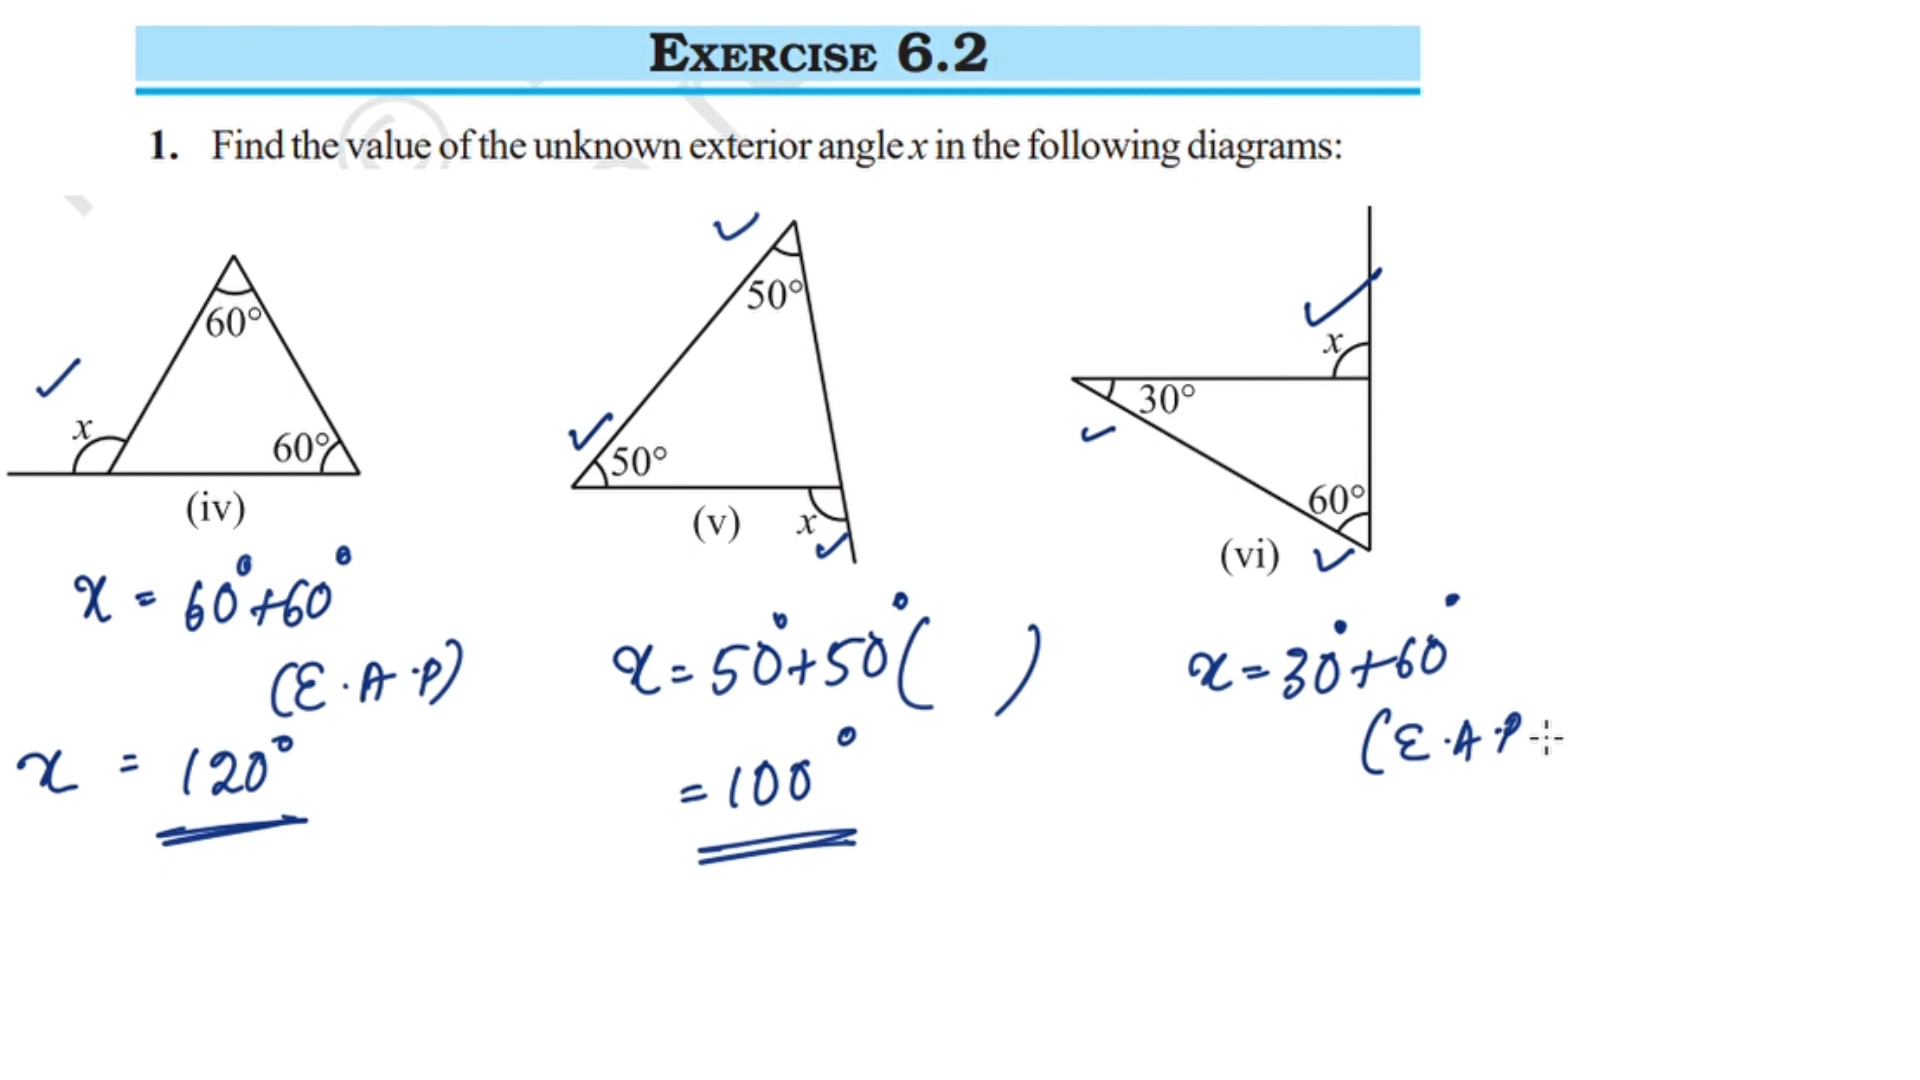 EXERCISE 6.2
1. Find the value of the unknown exterior angle x in the following diagrams:
60°
x
60°
(iv)
50°
50°
x
(v)
x
30°
60°
(vi)
x = 60° + 60°
(E.A.P)
x = 120°
x = 50° + 50° ( )
= 100°
x = 30° + 60°
(E.A.P